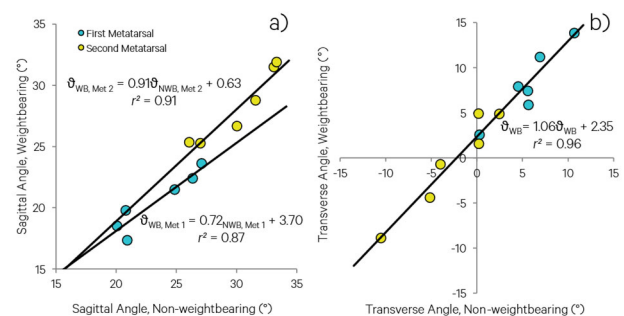 a)
First Metatarsal
Second Metatarsal
ϑWB, Met 2 = 0.91ϑNWB, Met 2 + 0.63
r² = 0.91
ϑWB, Met 1 = 0.72NWB, Met 1 + 3.70
r² = 0.87
35
30
25
20
15
15 20 25 30 35
Sagittal Angle, Weightbearing (°)
Sagittal Angle, Non-weightbearing (°)
b)
ϑWB= 1.06ϑWB + 2.35
r² = 0.96
15
10
5
0
-5
-10
-15
-15 -10 -5 0 5 10 15
Transverse Angle, Weightbearing (°)
Transverse Angle, Non-weightbearing (°)